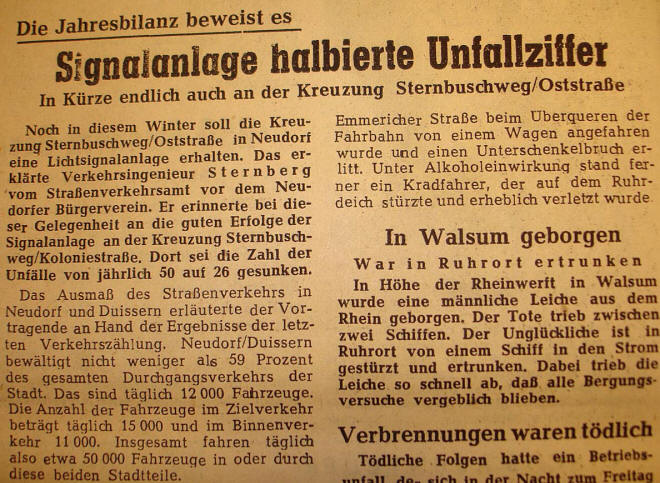 Die Jahresbilanz beweist es
Signalanlage halbierte Unfallziffer
In Kürze endlich auch an der Kreuzung Sternbuschweg/Oststraße
Noch in diesem Winter soll die Kreu-
zung Sternbuschweg/Oststraße in Neudorf
eine Lichtsignalanlage erhalten. Das er-
klärte Verkehrsingenieur Sternberg
vom Straßenverkehrsamt vor dem Neu-
dorfer Bürgerverein. Er erinnerte bei die-
ser Gelegenheit an die guten Erfolge der
Signalanlage an der Kreuzung Sternbusch-
weg/Koloniestraße. Dort sei die Zahl der
Unfälle von jährlich 50 auf 26 gesunken.
Das Ausmaß des Straßenverkehrs in
Neudorf und Duissern erläuterte der Vor-
tragende an Hand der Ergebnisse der letz-
ten Verkehrszählung. Neudorf/Duissern
bewältigt nicht weniger als 59 Prozent
des gesamten Durchgangsverkehrs der
Stadt. Das sind täglich 12 000 Fahrzeuge.
Die Anzahl der Fahrzeuge im Zielverkehr
beträgt täglich 15 000 und im Binnenver-
kehr 11 000. Insgesamt fahren täglich
also etwa 50 000 Fahrzeuge in oder durch
diese beiden Stadtteile.
Emmericher Straße beim Überqueren der
Fahrbahn von einem Wagen angefahren
wurde und einen Unterschenkelbruch er-
litt. Unter Alkoholeinwirkung stand fer-
ner ein Kradfahrer, der auf dem Ruhr-
deich stürzte und erheblich verletzt wurde
In Walsum geborgen
War in Ruhrort ertrunken
In Höhe der Rheinwerft in Walsum
wurde eine männliche Leiche aus dem
Rhein geborgen. Der Tote trieb zwischen
zwei Schiffen. Der Unglückliche ist in
Ruhrort von einem Schiff in den Strom
gestürzt und ertrunken. Dabei trieb die
Leiche so schnell ab, daß alle Bergungs-
versuche vergeblich blieben.
Verbrennungen waren tödlich
Tödliche Folgen hatte ein Betriebs-
unfall, de- sich in der Nacht zum Freitag